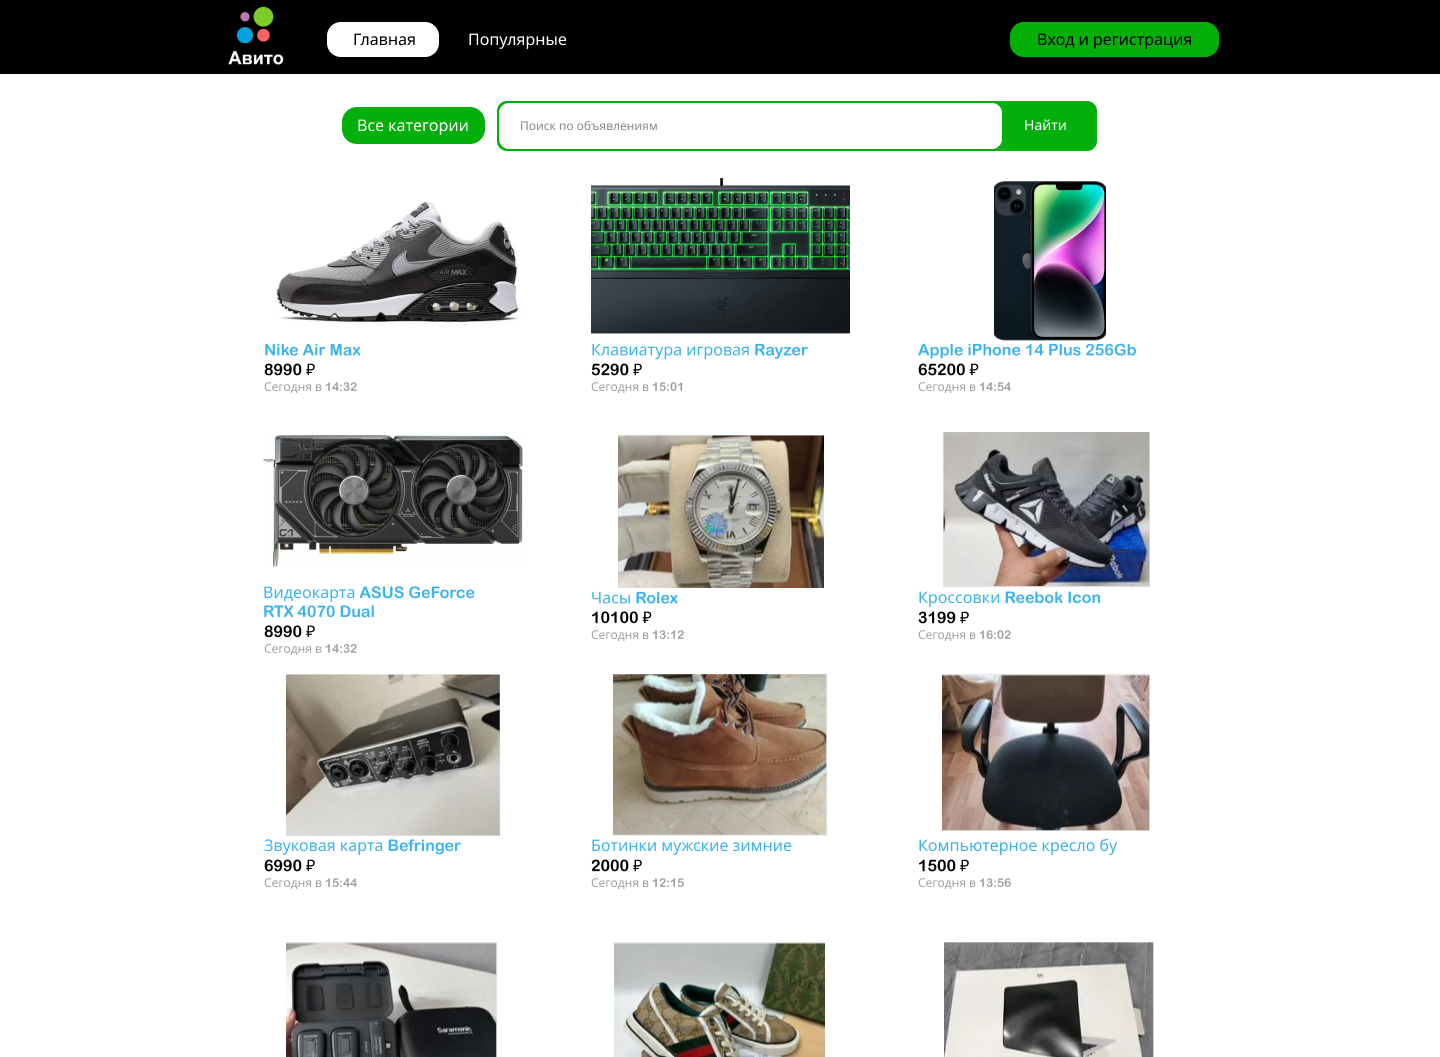 Авито
Главная
Популярные
Вход и регистрация
Все категории
Поиск по объявлениям
Найти
AIR MAX
Nike Air Max
8990 ₽
Сегодня в 14:32
Клавиатура игровая Rayzer
5290 ₽
Сегодня в 15:01
Apple iPhone 14 Plus 256Gb
65200 ₽
Сегодня в 14:54
Видеокарта ASUS GeForce
RTX 4070 Dual
8990 ₽
Сегодня в 14:32
Часы Rolex
10100 ₽
Сегодня в 13:12
Reebok
Кроссовки Reebok Icon
3199 ₽
Сегодня в 16:02
Звуковая карта Befringer
6990 ₽
Сегодня в 15:44
Ботинки мужские зимние
2000 ₽
Сегодня в 12:15
Компьютерное кресло бу
1500 ₽
Сегодня в 13:56
Saramonic